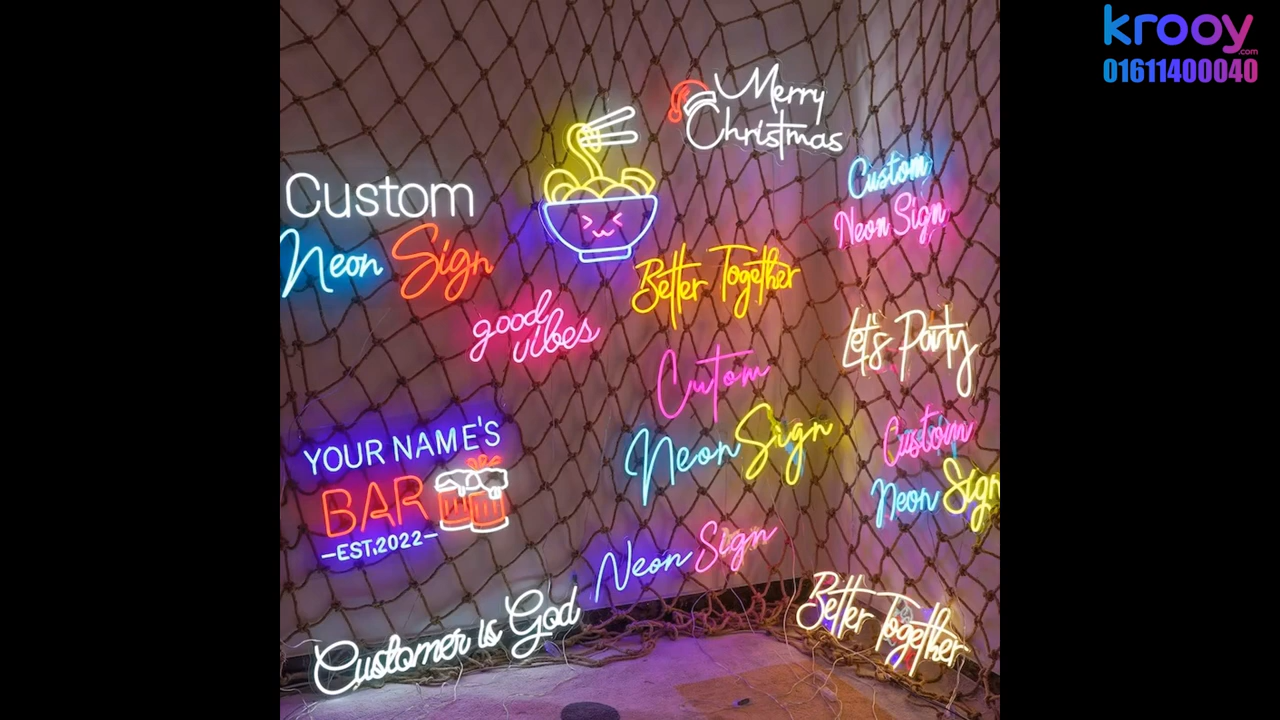 krooy.com
01611400040
Merry
Christmas
Custom
Neon Sign
Custom
Neon Sign
Better Together
good
vibes
Let's Party
Cutom
Neon Sign
YOUR NAME'S
BAR
-EST.2022-
Custom
Neon Sign
Neon Sign
Customer is God
Better Together